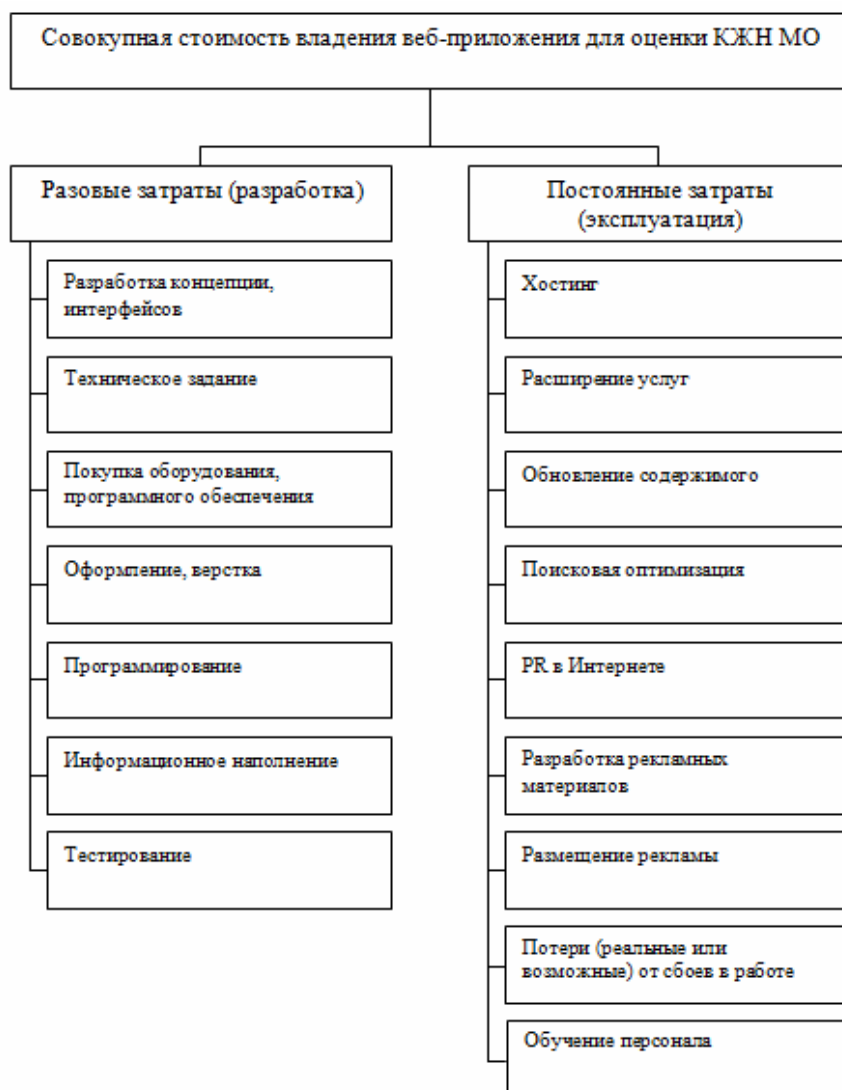 Совокупная стоимость владения веб-приложения для оценки КЖН МО
Разовые затраты (разработка)
Разработка концепции,
интерфейсов
Техническое задание
Покупка оборудования,
программного обеспечения
Оформление, верстка
Программирование
Информационное наполнение
Тестирование
Постоянные затраты
(эксплуатация)
Хостинг
Расширение услуг
Обновление содержимого
Поисковая оптимизация
PR в Интернете
Разработка рекламных
материалов
Размещение рекламы
Потери (реальные или
возможные) от сбоев в работе
Обучение персонала